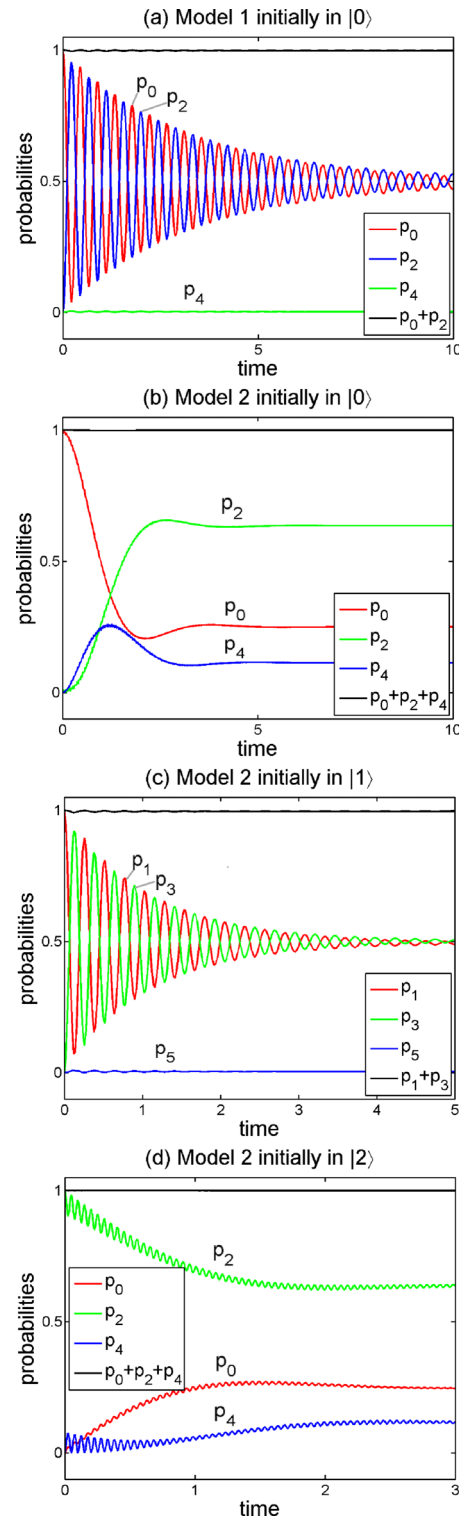 (a) Model 1 initially in |0⟩
probabilities
1
0.5
0
p0
p2
p4
p0
p2
p4
p0+p2
0
5
10
time
(b) Model 2 initially in |0⟩
probabilities
1
0.5
0
p2
p0
p4
p0
p2
p4
p0+p2+p4
0
5
10
time
(c) Model 2 initially in |1⟩
probabilities
1
0.5
0
p1
p3
p5
p1
p3
p5
p1+p3
0
1
2
3
4
5
time
(d) Model 2 initially in |2⟩
probabilities
1
0.5
0
p2
p0
p4
p0
p2
p4
p0+p2+p4
0
1
2
3
time